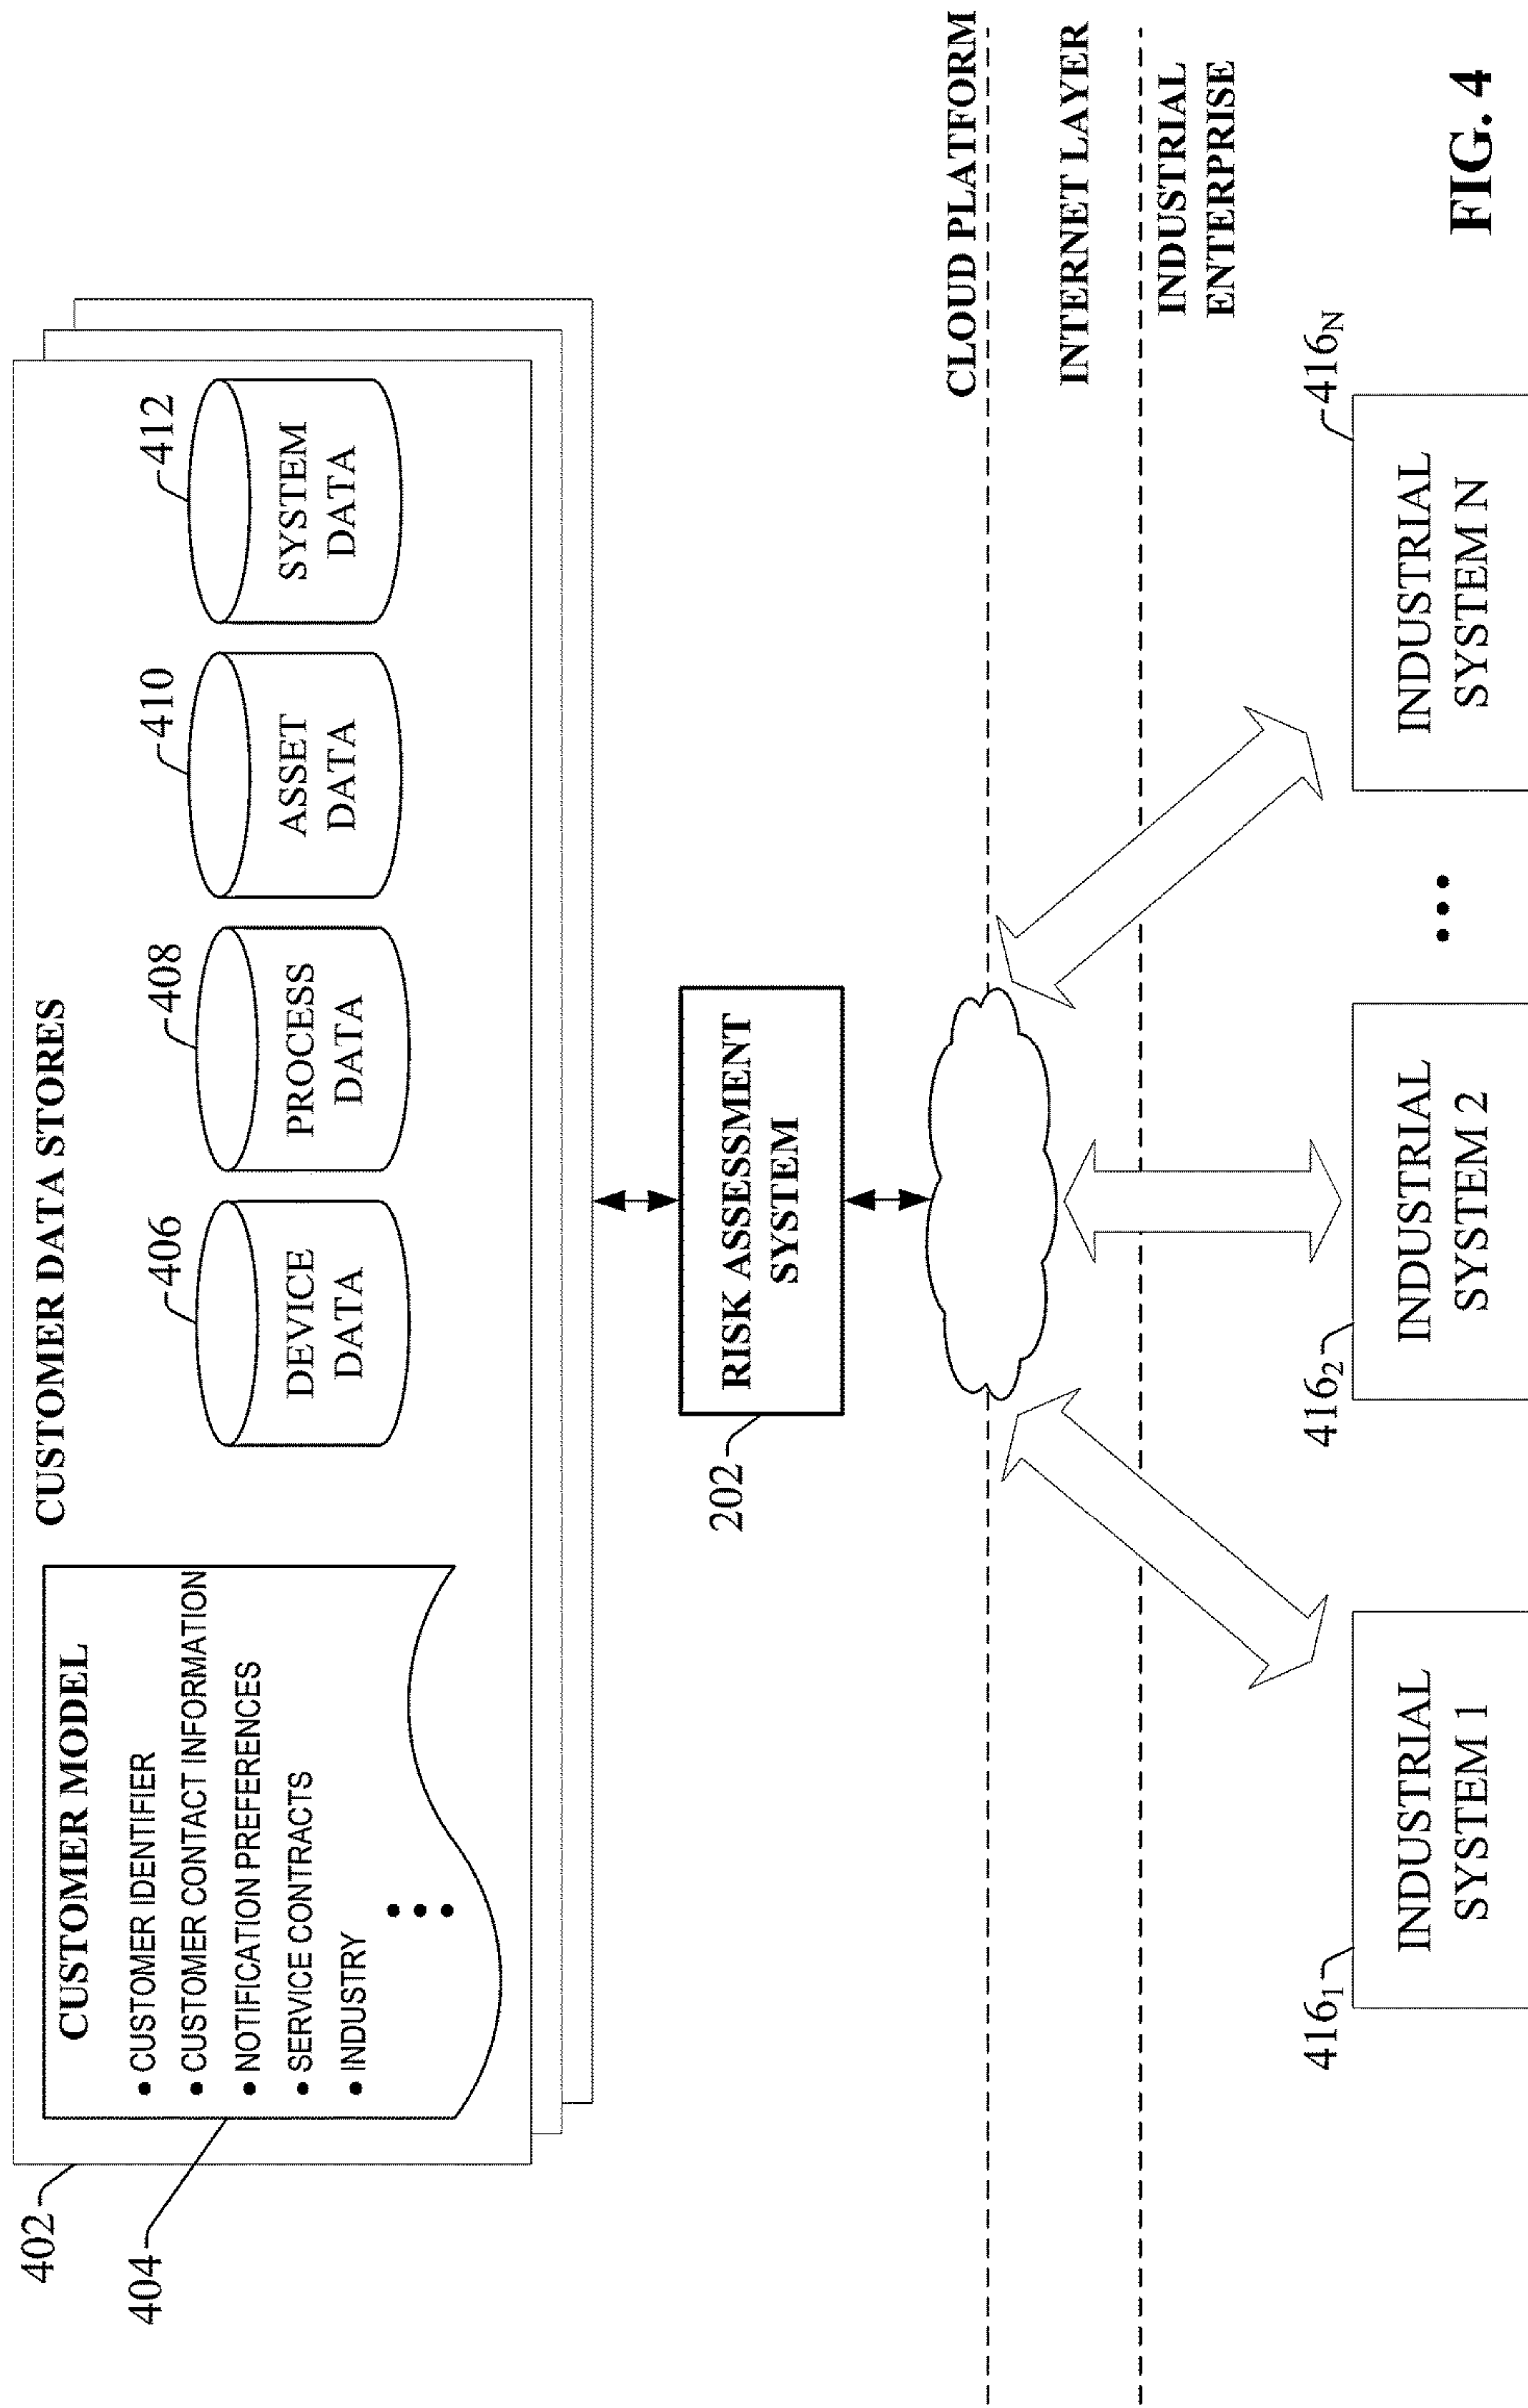 CUSTOMER DATA STORES
402
404
CUSTOMER MODEL
• CUSTOMER IDENTIFIER
• CUSTOMER CONTACT INFORMATION
• NOTIFICATION PREFERENCES
• SERVICE CONTRACTS
• INDUSTRY
406
DEVICE
DATA
408
PROCESS
DATA
410
ASSET
DATA
412
SYSTEM
DATA
202
RISK ASSESSMENT
SYSTEM
CLOUD PLATFORM
INTERNET LAYER
INDUSTRIAL
ENTERPRISE
416₁
INDUSTRIAL
SYSTEM 1
416₂
INDUSTRIAL
SYSTEM 2
416N
INDUSTRIAL
SYSTEM N
FIG. 4